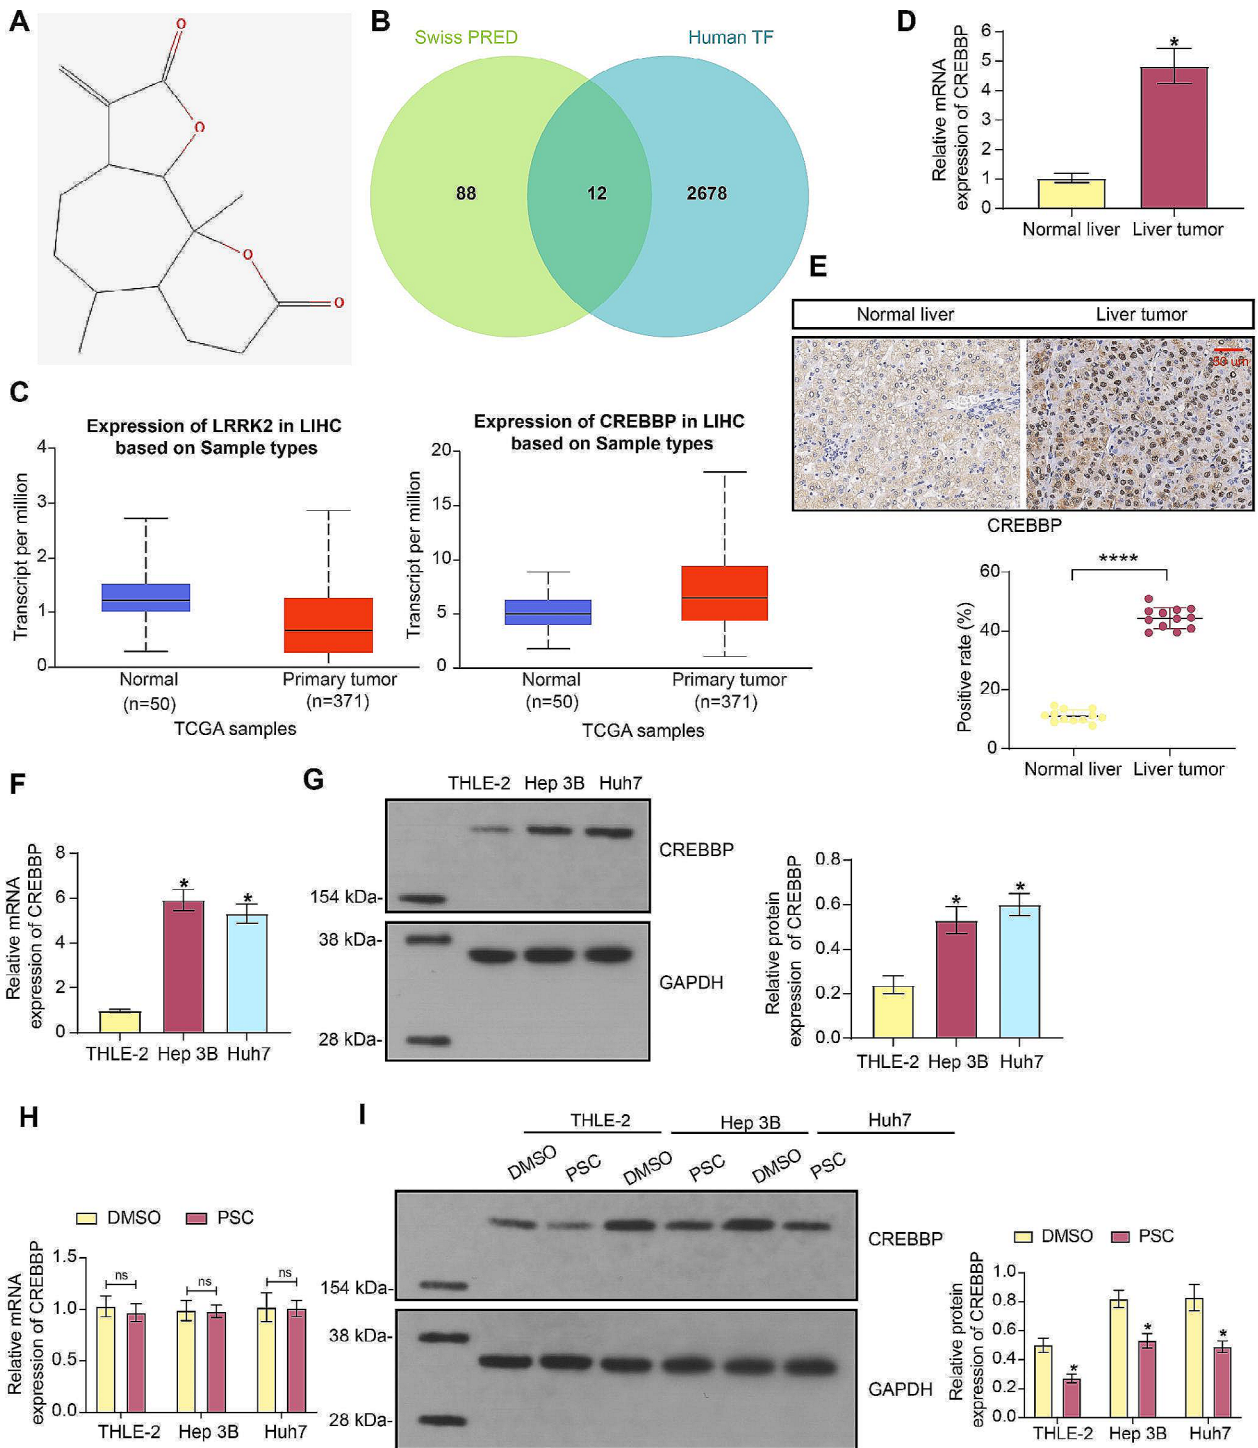 A
O
O
O
O
B
Swiss PRED
Human TF
88
12
2678
C
Expression of LRRK2 in LIHC
based on Sample types
Transcript per million
4
3
2
1
0
Normal
(n=50)
Primary tumor
(n=371)
TCGA samples
Expression of CREBBP in LIHC
based on Sample types
Transcript per million
20
15
10
5
0
Normal
(n=50)
Primary tumor
(n=371)
TCGA samples
D
Relative mRNA
expression of CREBBP
6
5
4
3
2
1
0
*
Normal liver
Liver tumor
E
Normal liver
Liver tumor
50 um
CREBBP
Positive rate (%)
60
40
20
0
****
Normal liver
Liver tumor
F
Relative mRNA
expression of CREBBP
8
6
4
2
0
*
*
THLE-2
Hep 3B
Huh7
G
THLE-2
Hep 3B
Huh7
CREBBP
154 kDa-
38 kDa-
GAPDH
28 kDa-
Relative protein
expression of CREBBP
0.8
0.6
0.4
0.2
0.0
*
*
THLE-2
Hep 3B
Huh7
H
DMSO
PSC
Relative mRNA
expression of CREBBP
1.5
1.0
0.5
0.0
ns
ns
ns
THLE-2
Hep 3B
Huh7
I
THLE-2
Hep 3B
Huh7
DMSO
PSC
DMSO
PSC
DMSO
PSC
CREBBP
154 kDa-
38 kDa-
GAPDH
28 kDa-
DMSO
PSC
Relative protein
expression of CREBBP
1.0
0.8
0.6
0.4
0.2
0.0
*
*
*
THLE-2
Hep 3B
Huh7